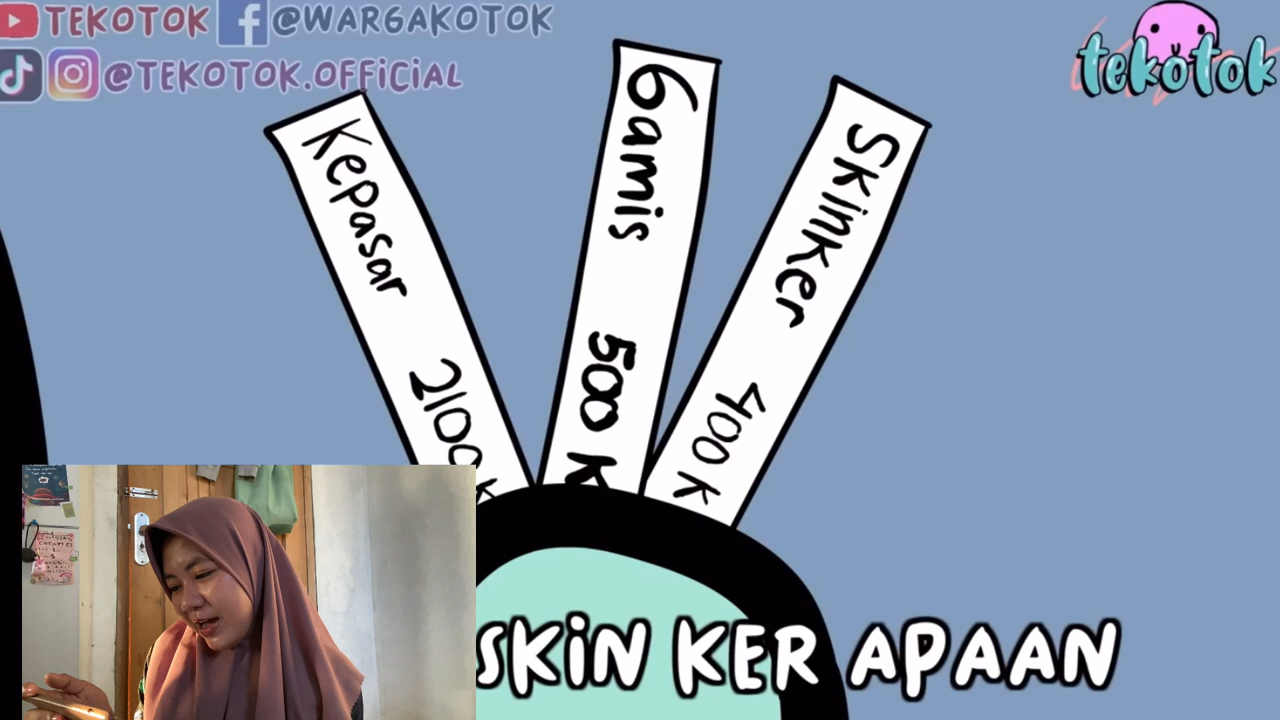 TEKOTOK @WARGAKOTOK
@TEKOTOK.OFFICIAL
tekotok
Kepasar 2100 K
Gamis 500 K
Skinker 400 K
SKIN KER APAAN